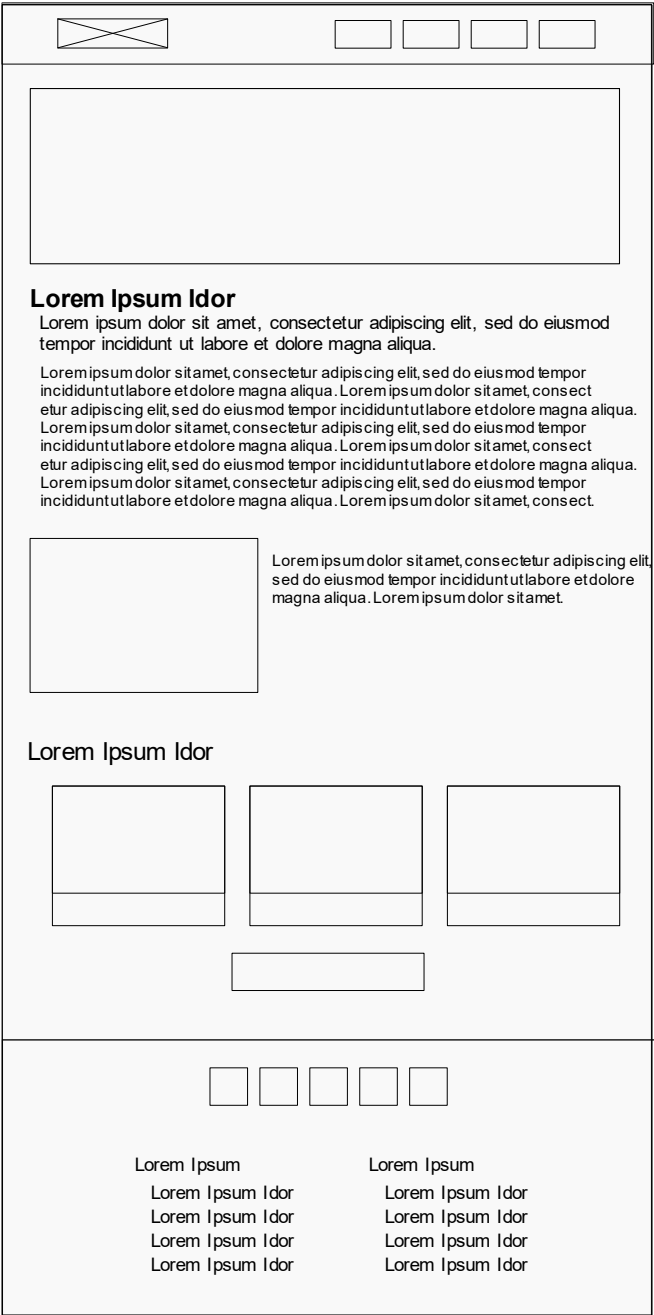 Lorem Ipsum Idor
Lorem ipsum dolor sit amet, consectetur adipiscing elit, sed do eiusmod
tempor incididunt ut labore et dolore magna aliqua.
Lorem ipsum dolor sit amet, consectetur adipiscing elit, sed do eiusmod tempor
incididunt ut labore et dolore magna aliqua. Lorem ipsum dolor sit amet, consect
etur adipiscing elit, sed do eiusmod tempor incididunt ut labore et dolore magna aliqua.
Lorem ipsum dolor sit amet, consectetur adipiscing elit, sed do eiusmod tempor
incididunt ut labore et dolore magna aliqua. Lorem ipsum dolor sit amet, consect
etur adipiscing elit, sed do eiusmod tempor incididunt ut labore et dolore magna aliqua.
Lorem ipsum dolor sit amet, consectetur adipiscing elit, sed do eiusmod tempor
incididunt ut labore et dolore magna aliqua. Lorem ipsum dolor sit amet, consect.
Lorem ipsum dolor sit amet, consectetur adipiscing elit,
sed do eiusmod tempor incididunt ut labore et dolore
magna aliqua. Lorem ipsum dolor sit amet.
Lorem Ipsum Idor
Lorem Ipsum
Lorem Ipsum Idor
Lorem Ipsum Idor
Lorem Ipsum Idor
Lorem Ipsum Idor
Lorem Ipsum
Lorem Ipsum Idor
Lorem Ipsum Idor
Lorem Ipsum Idor
Lorem Ipsum Idor